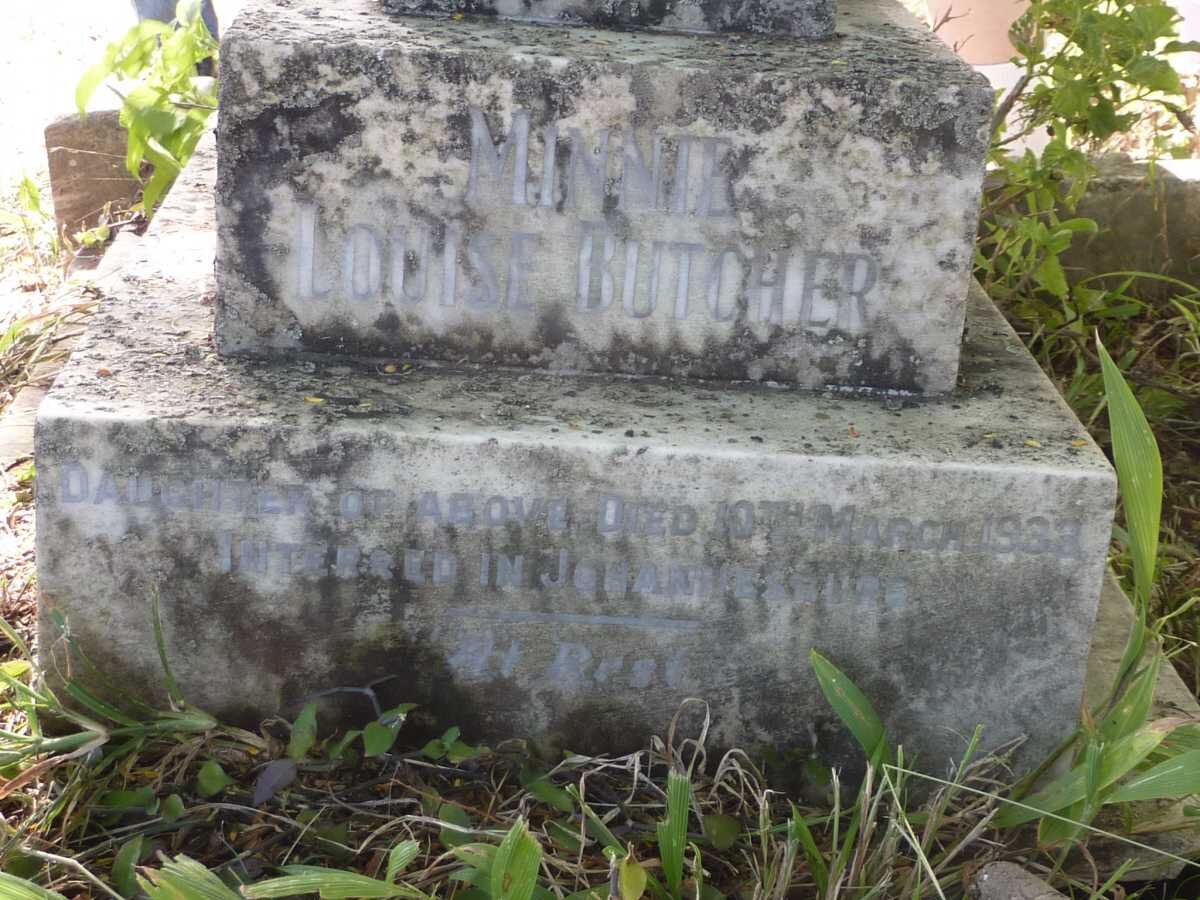 MINNIE
LOUISE BUTCHER
DAUGHTER OF ABOVE DIED 10TH MARCH 1933
INTERRED IN JOHANNESBURG
At Rest